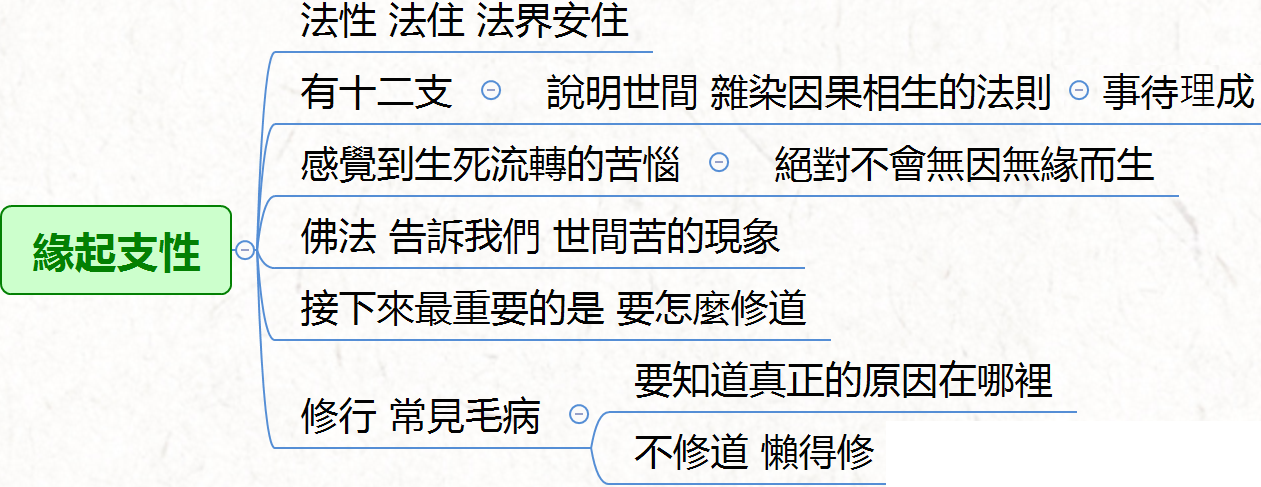 法性 法住 法界安住
有十二支 說明世間 雜染因果相生的法則 事待理成
感覺到生死流轉的苦惱 絕對不會無因無緣而生
緣起支性
佛法 告訴我們 世間苦的現象
接下來最重要的是 要怎麼修道
要知道真正的原因在哪裡
修行 常見毛病
不修道 懶得修